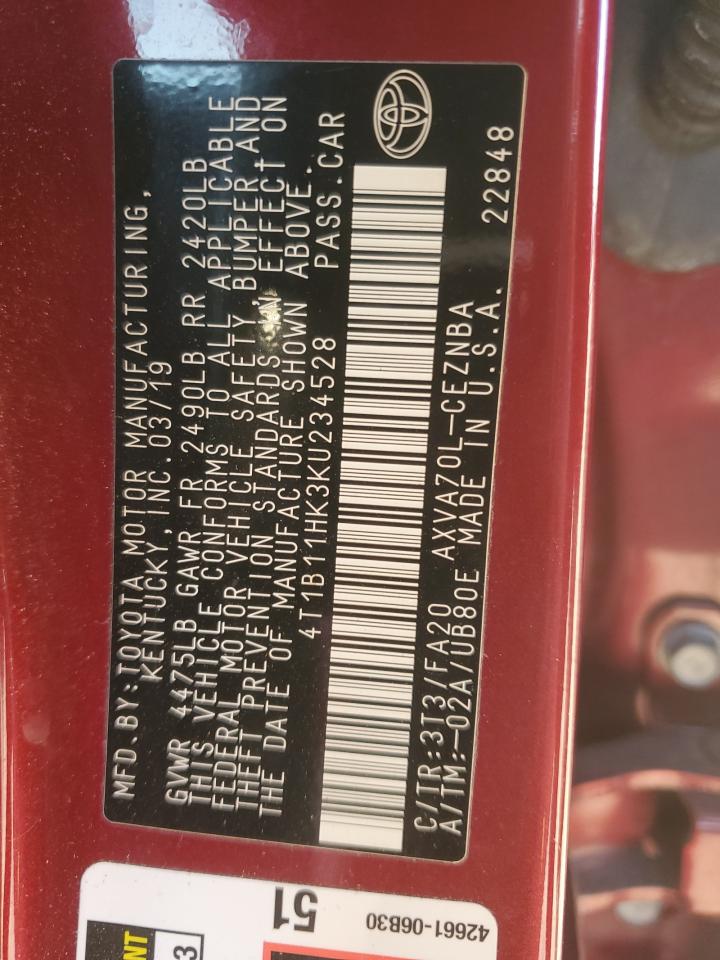 MFD.BY:TOYOTA MOTOR MANUFACTURING,
KENTUCKY, INC. 03/19
GVWR 4475LB GAWR FR 2490LB RR 2420LB
THIS VEHICLE CONFORMS TO ALL APPLICABLE
FEDERAL MOTOR VEHICLE SAFETY, BUMPER, AND
THEFT PREVENTION STANDARDS IN EFFECT ON
THE DATE OF MANUFACTURE SHOWN ABOVE.
4T1B11HK3KU234528 PASS.CAR
C/TR:3T3/FA20 AXVA70L-CEZNBA
A/TM:-02A/UB80E MADE IN U.S.A. 22848
51
42661-06B30
NT
3